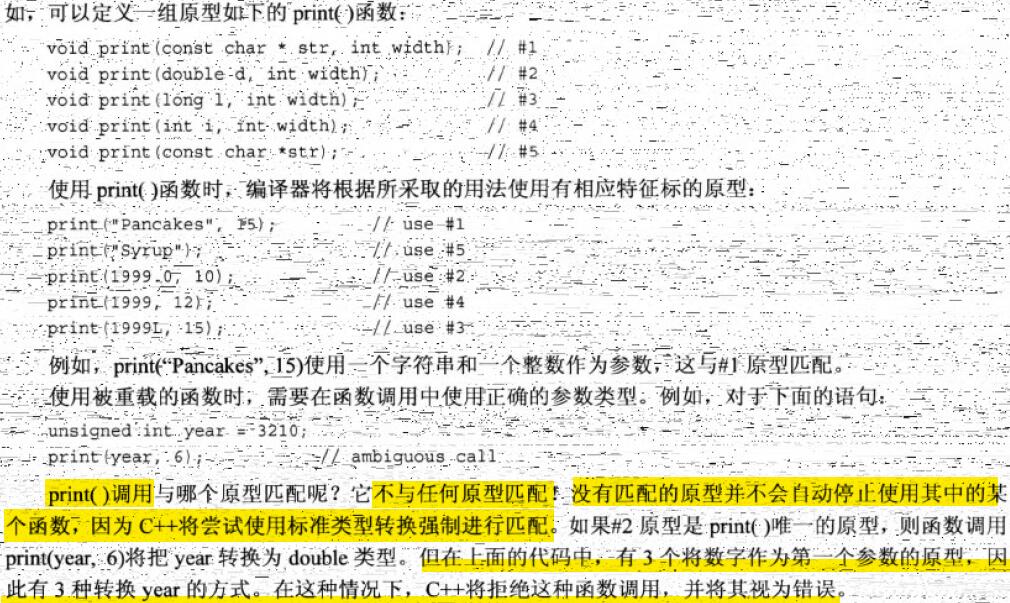 如，可以定义一组原型如下的 print( )函数：
void print(const char * str, int width);  // #1
void print(double d, int width);  // #2
void print(long l, int width);  // #3
void print(int i, int width);  // #4
void print(const char *str);  // #5
使用 print( )函数时，编译器将根据所采取的用法使用有相应特征标的原型：
print("Pancakes", 15);  // use #1
print("Syrup");  // use #5
print(1999.0, 10);  // use #2
print(1999, 12);  // use #4
print(1999L, 15);  // use #3
例如，print(“Pancakes”, 15)使用一个字符串和一个整数作为参数，这与#1 原型匹配。
使用被重载的函数时，需要在函数调用中使用正确的参数类型。例如，对于下面的语句：
unsigned int year = 3210;
print(year, 6);  // ambiguous call
print( )调用与哪个原型匹配呢？它不与任何原型匹配！没有匹配的原型并不会自动停止使用其中的某
个函数，因为 C++将尝试使用标准类型转换强制进行匹配。如果#2 原型是 print( )唯一的原型，则函数调用
print(year, 6)将把 year 转换为 double 类型。但在上面的代码中，有 3 个将数字作为第一个参数的原型，因
此有 3 种转换 year 的方式。在这种情况下，C++将拒绝这种函数调用，并将其视为错误。